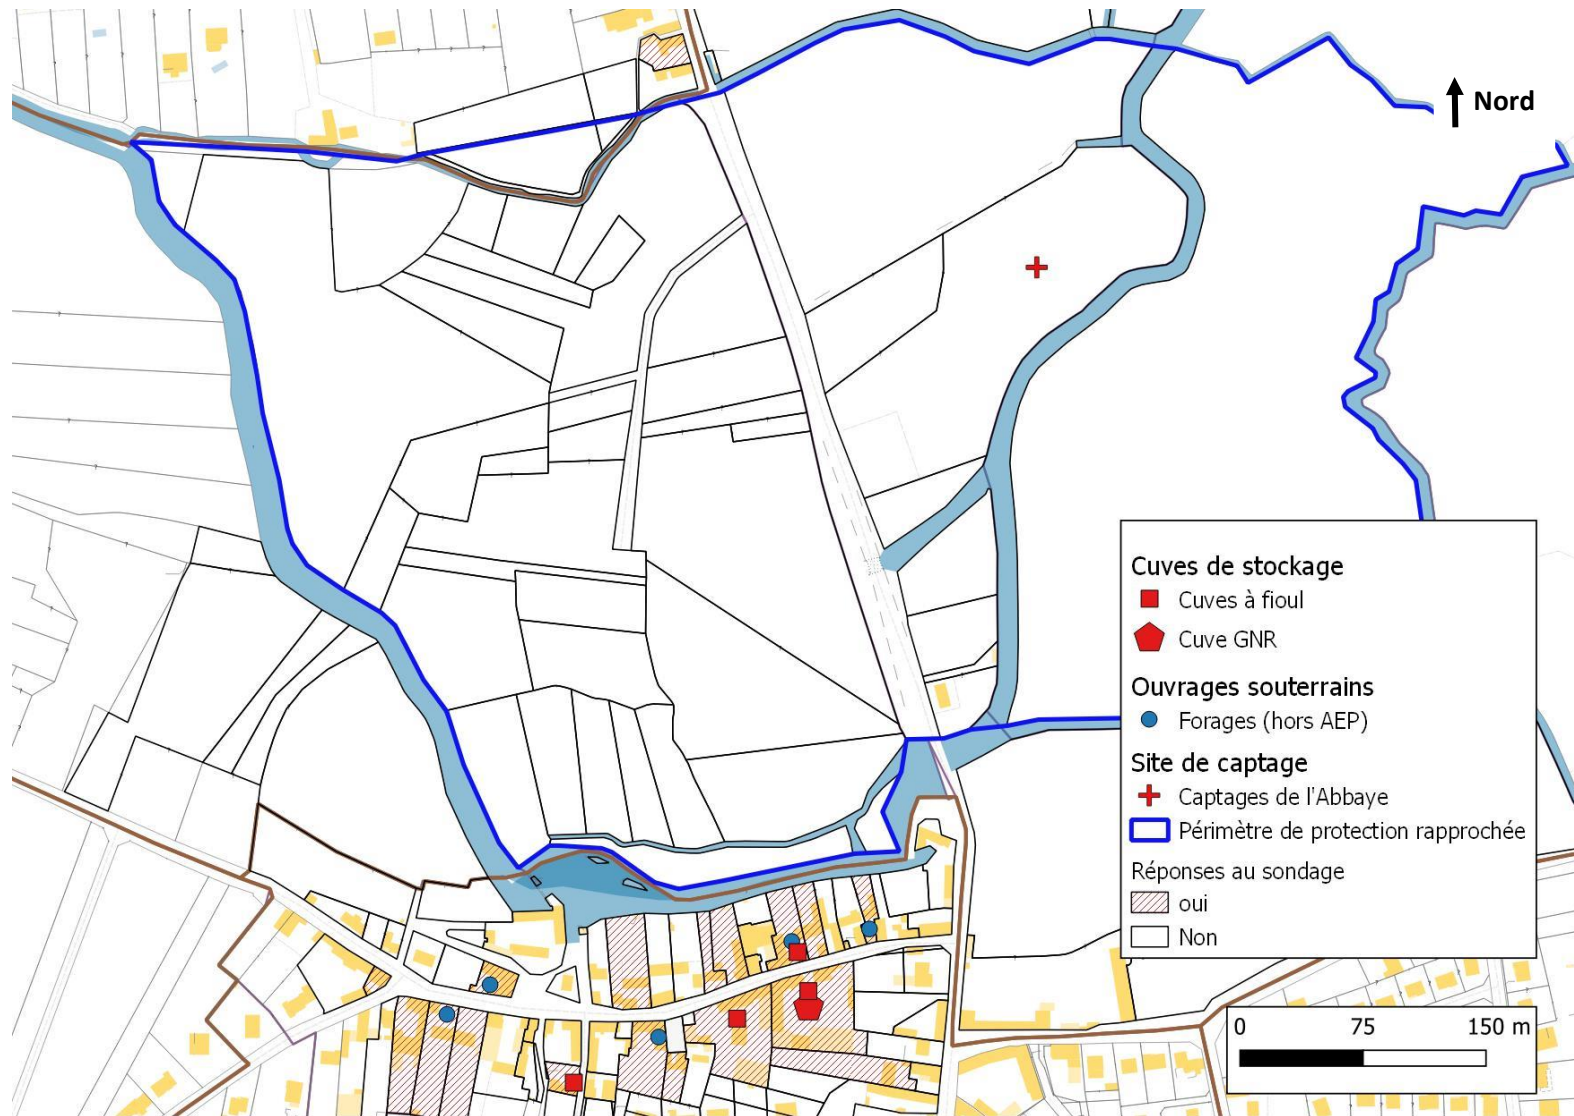 Nord
Cuves de stockage
Cuves à fioul
Cuve GNR
Ouvrages souterrains
Forages (hors AEP)
Site de captage
Captages de l'Abbaye
Périmètre de protection rapprochée
Réponses au sondage
oui
Non
0 75 150 m